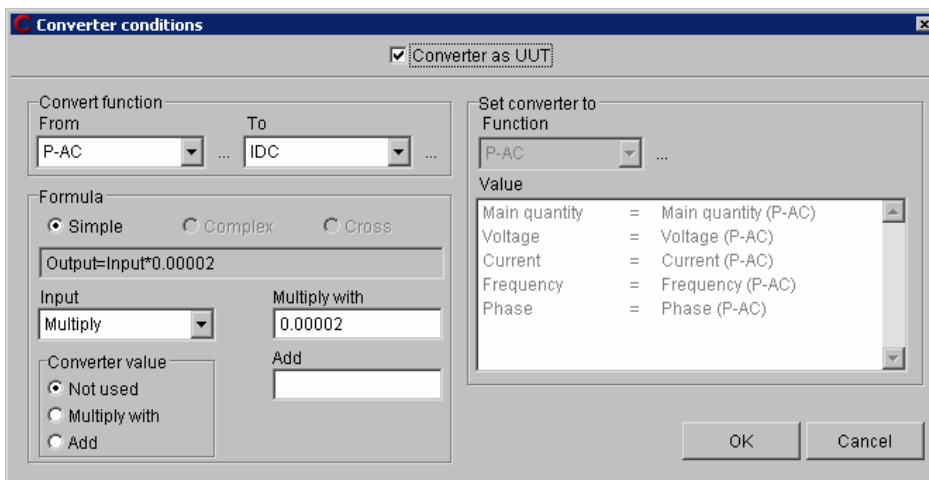 Converter conditions
Converter as UUT
Convert function
From To
P-AC ... IDC ...
Formula
Simple Complex Cross
Output=Input*0.00002
Input Multiply with
Multiply 0.00002
Converter value Add
Not used
Multiply with
Add
Set converter to
Function
P-AC ...
Value
Main quantity = Main quantity (P-AC)
Voltage = Voltage (P-AC)
Current = Current (P-AC)
Frequency = Frequency (P-AC)
Phase = Phase (P-AC)
OK Cancel